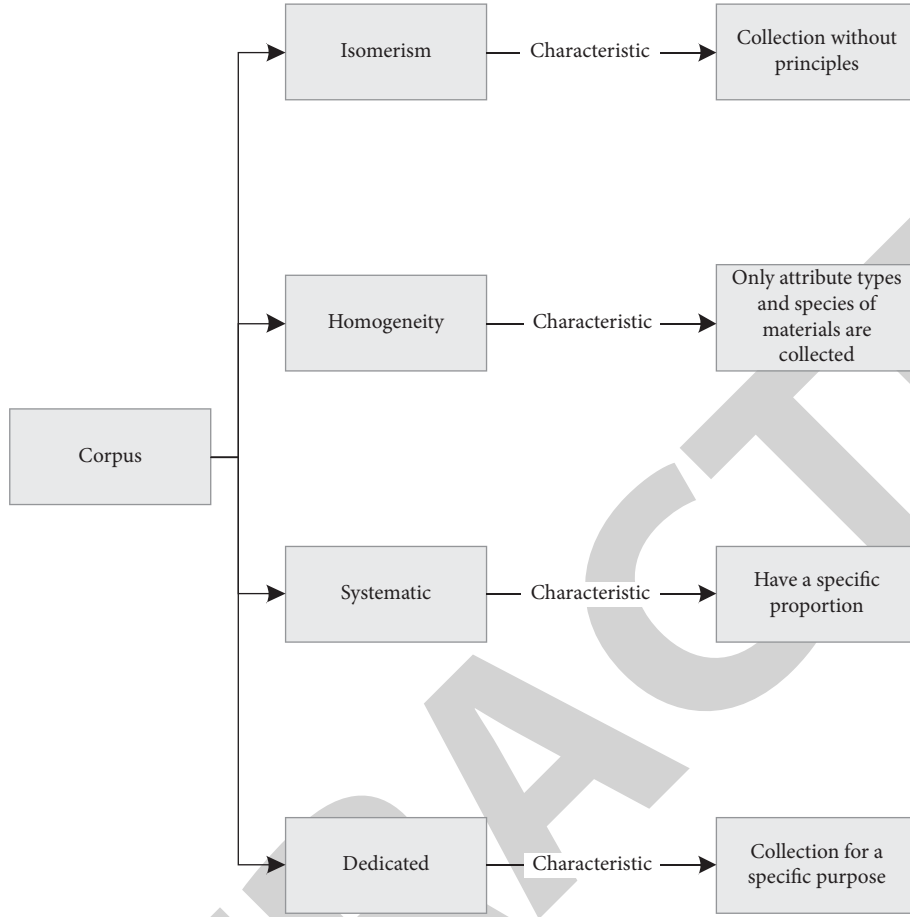 Isomerism
Characteristic
Collection without
principles
Homogeneity
Characteristic
Only attribute types
and species of
materials are
collected
Corpus
Systematic
Characteristic
Have a specific
proportion
Dedicated
Characteristic
Collection for a
specific purpose